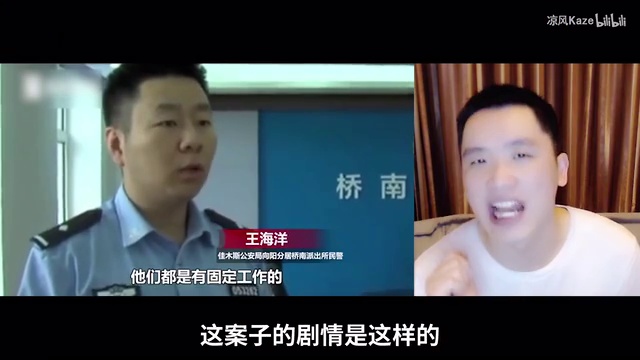 凉风Kaze bilibili
桥南
王海洋
佳木斯公安局向阳分居桥南派出所民警
他们都是有固定工作的
这案子的剧情是这样的